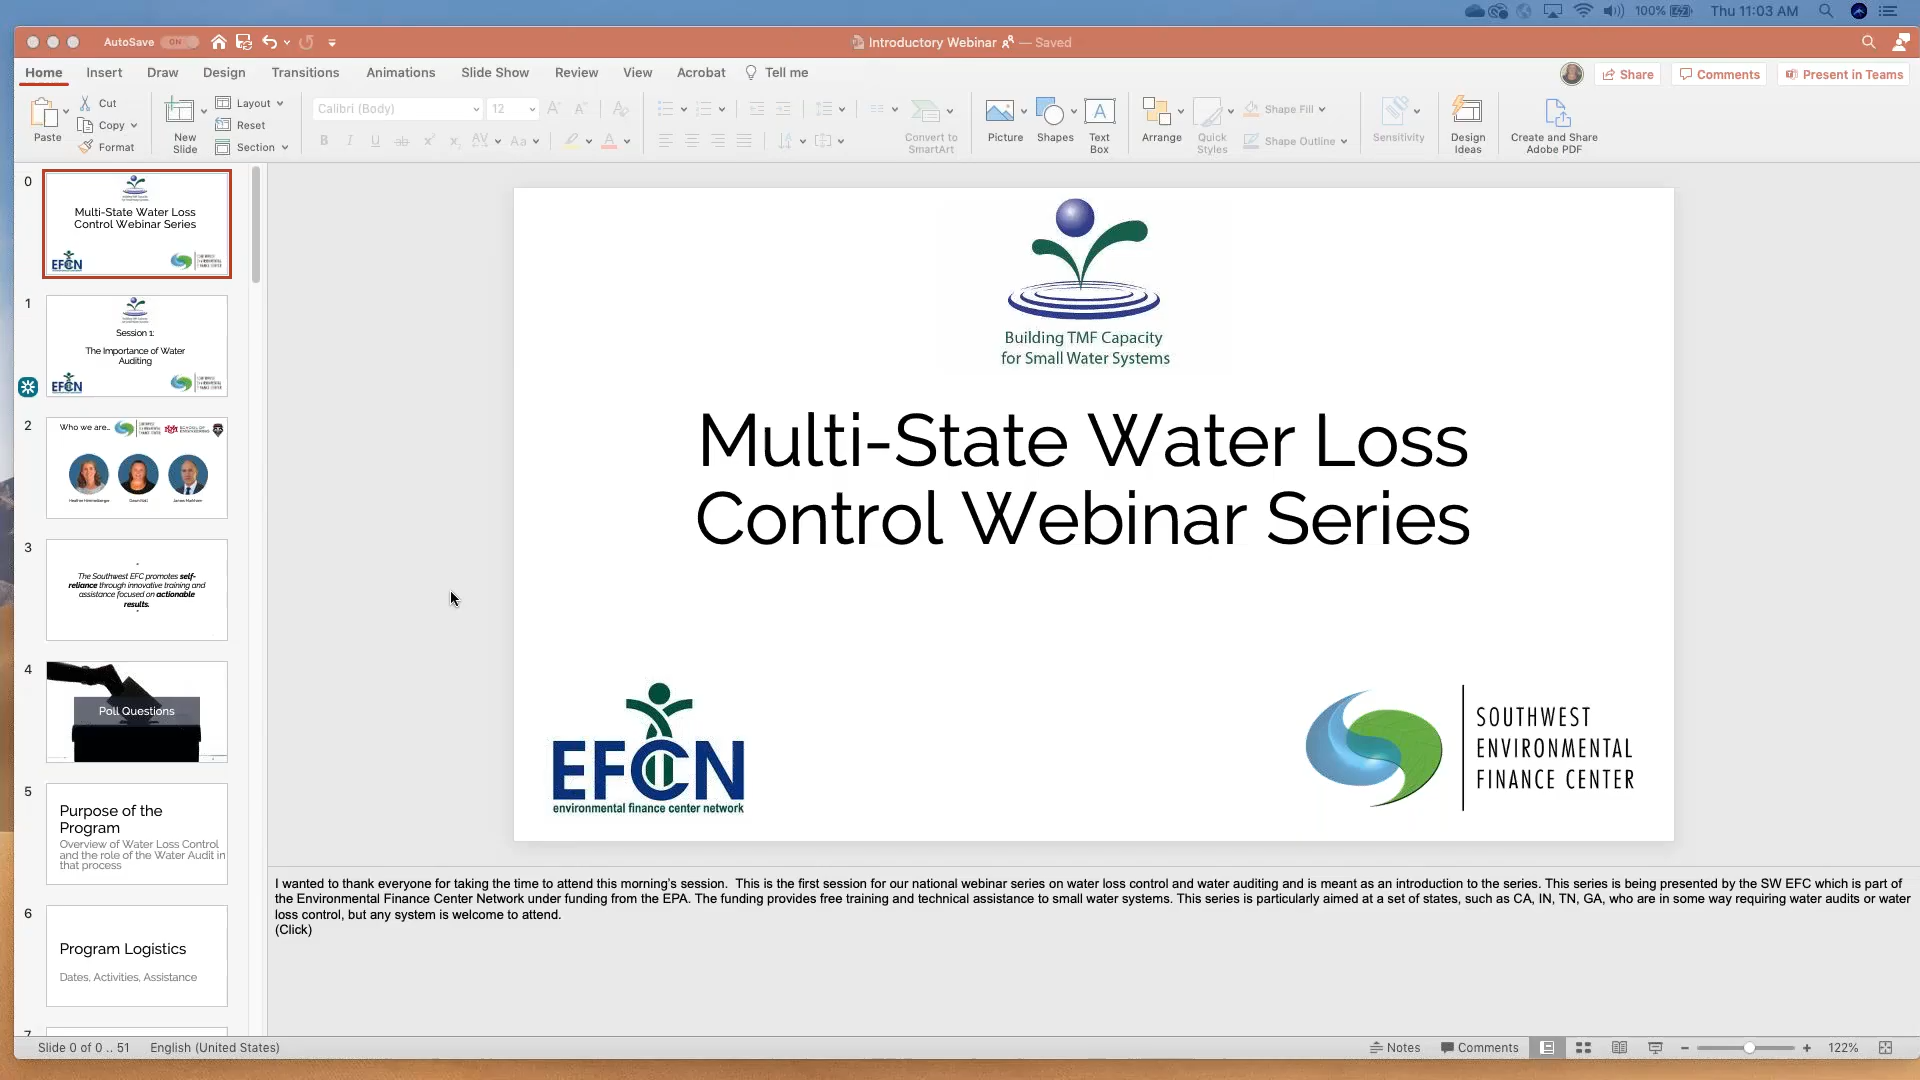 100%
Thu 11:03 AM
AutoSave ON
Introductory Webinar — Saved
Home Insert Draw Design Transitions Animations Slide Show Review View Acrobat Tell me
Share Comments Present in Teams
Paste
Cut
Copy
Format
New Slide
Layout
Reset
Section
Calibri (Body) 12
Convert to SmartArt
Picture
Shapes
Text Box
Arrange
Quick Styles
Shape Fill
Shape Outline
Sensitivity
Design Ideas
Create and Share Adobe PDF
0
Multi-State Water Loss
Control Webinar Series
EFCN
1
Session 1:
The Importance of Water
Auditing
EFCN
2
Who we are..
3
The Southwest EFC promotes self-
reliance through innovative training and
assistance focused on actionable
results.
4
Poll Questions
5
Purpose of the
Program
Overview of Water Loss Control
and the role of the Water Audit in
that process
6
Program Logistics
Dates, Activities, Assistance
7
Building TMF Capacity
for Small Water Systems
Multi-State Water Loss
Control Webinar Series
EFCN
environmental finance center network
SOUTHWEST
ENVIRONMENTAL
FINANCE CENTER
I wanted to thank everyone for taking the time to attend this morning's session.  This is the first session for our national webinar series on water loss control and water auditing and is meant as an introduction to the series. This series is being presented by the SW EFC which is part of
the Environmental Finance Center Network under funding from the EPA. The funding provides free training and technical assistance to small water systems. This series is particularly aimed at a set of states, such as CA, IN, TN, GA, who are in some way requiring water audits or water
loss control, but any system is welcome to attend.
(Click)
Slide 0 of 0 .. 51
English (United States)
Notes
Comments
122%